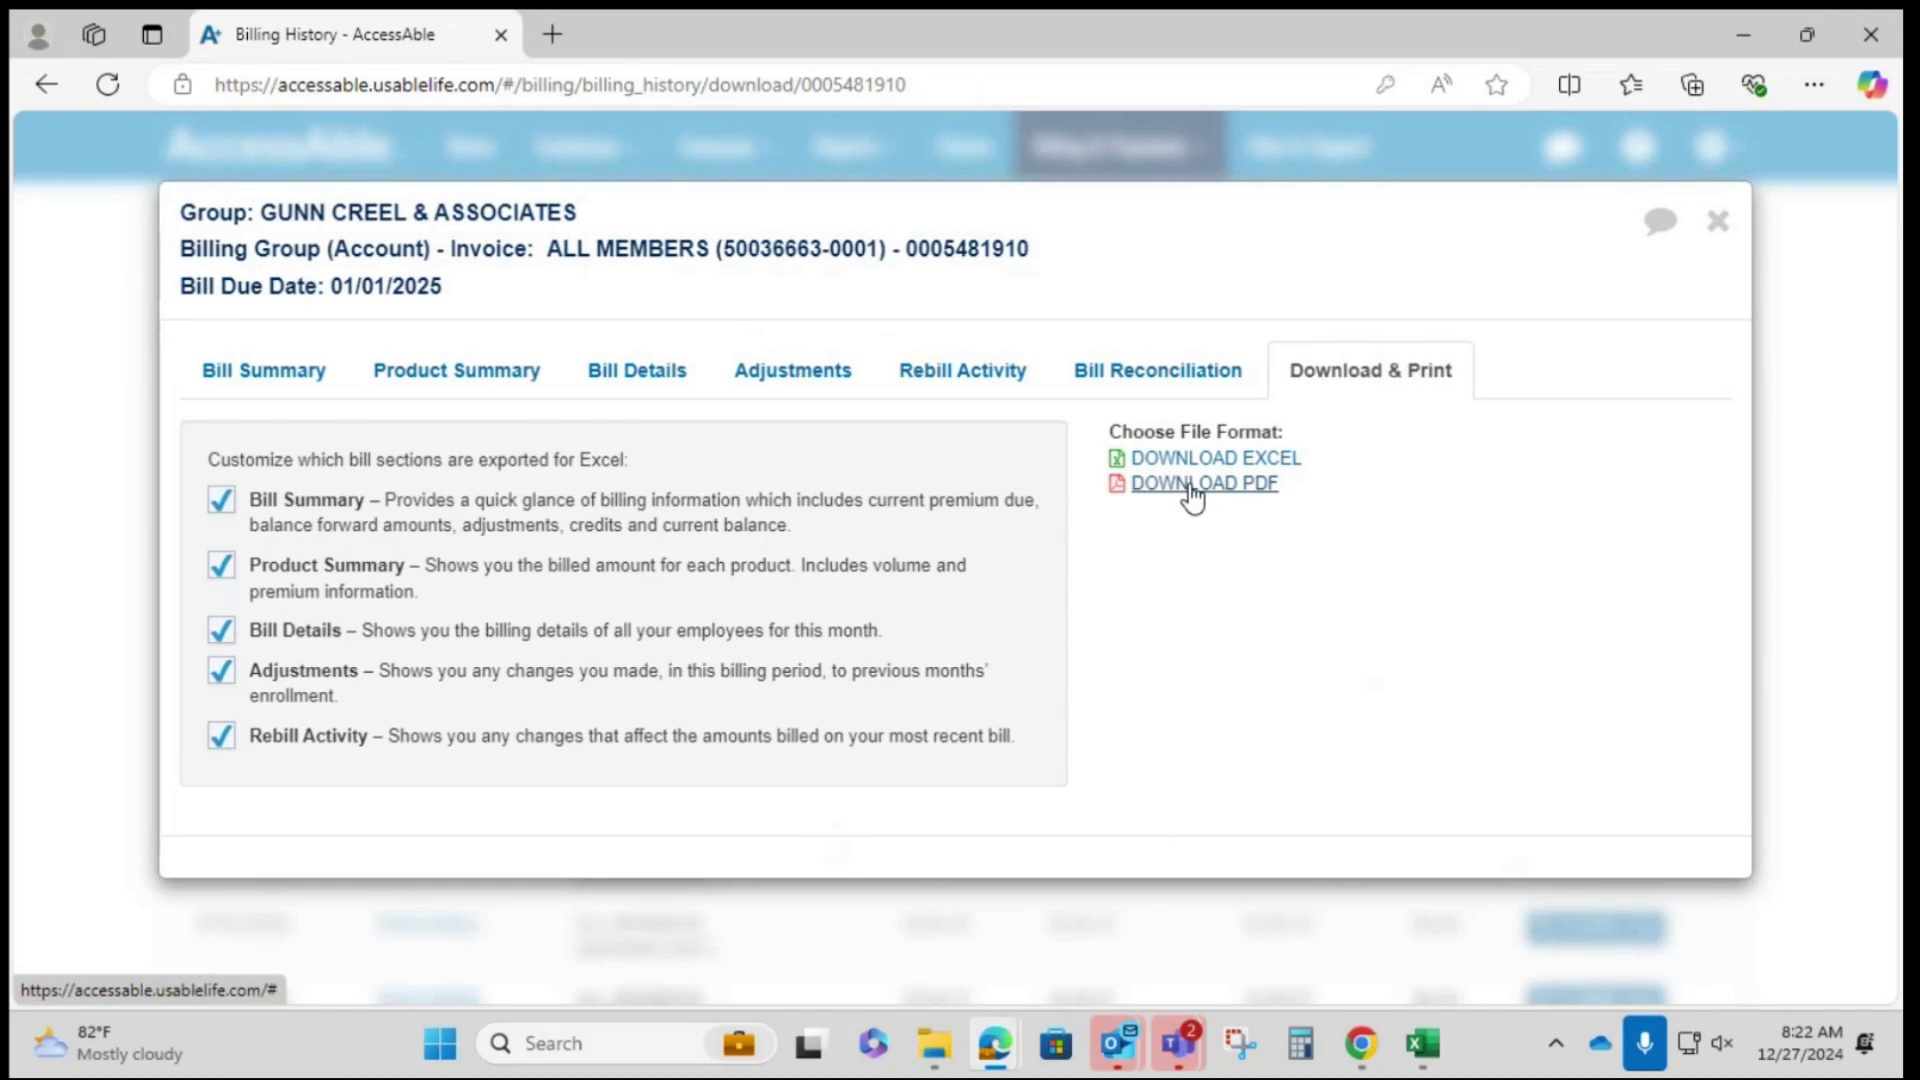 Billing History - AccessAble
https://accessable.usablelife.com/#/billing/billing_history/download/0005481910
AccessAble
Group: GUNN CREEL & ASSOCIATES
Billing Group (Account) - Invoice: ALL MEMBERS (50036663-0001) - 0005481910
Bill Due Date: 01/01/2025
Bill Summary Product Summary Bill Details Adjustments Rebill Activity Bill Reconciliation Download & Print
Choose File Format:
DOWNLOAD EXCEL
DOWNLOAD PDF
Customize which bill sections are exported for Excel:
Bill Summary – Provides a quick glance of billing information which includes current premium due,
balance forward amounts, adjustments, credits and current balance.
Product Summary – Shows you the billed amount for each product. Includes volume and
premium information.
Bill Details – Shows you the billing details of all your employees for this month.
Adjustments – Shows you any changes you made, in this billing period, to previous months'
enrollment.
Rebill Activity – Shows you any changes that affect the amounts billed on your most recent bill.
https://accessable.usablelife.com/#
82°F
Mostly cloudy
Search
2
8:22 AM
12/27/2024